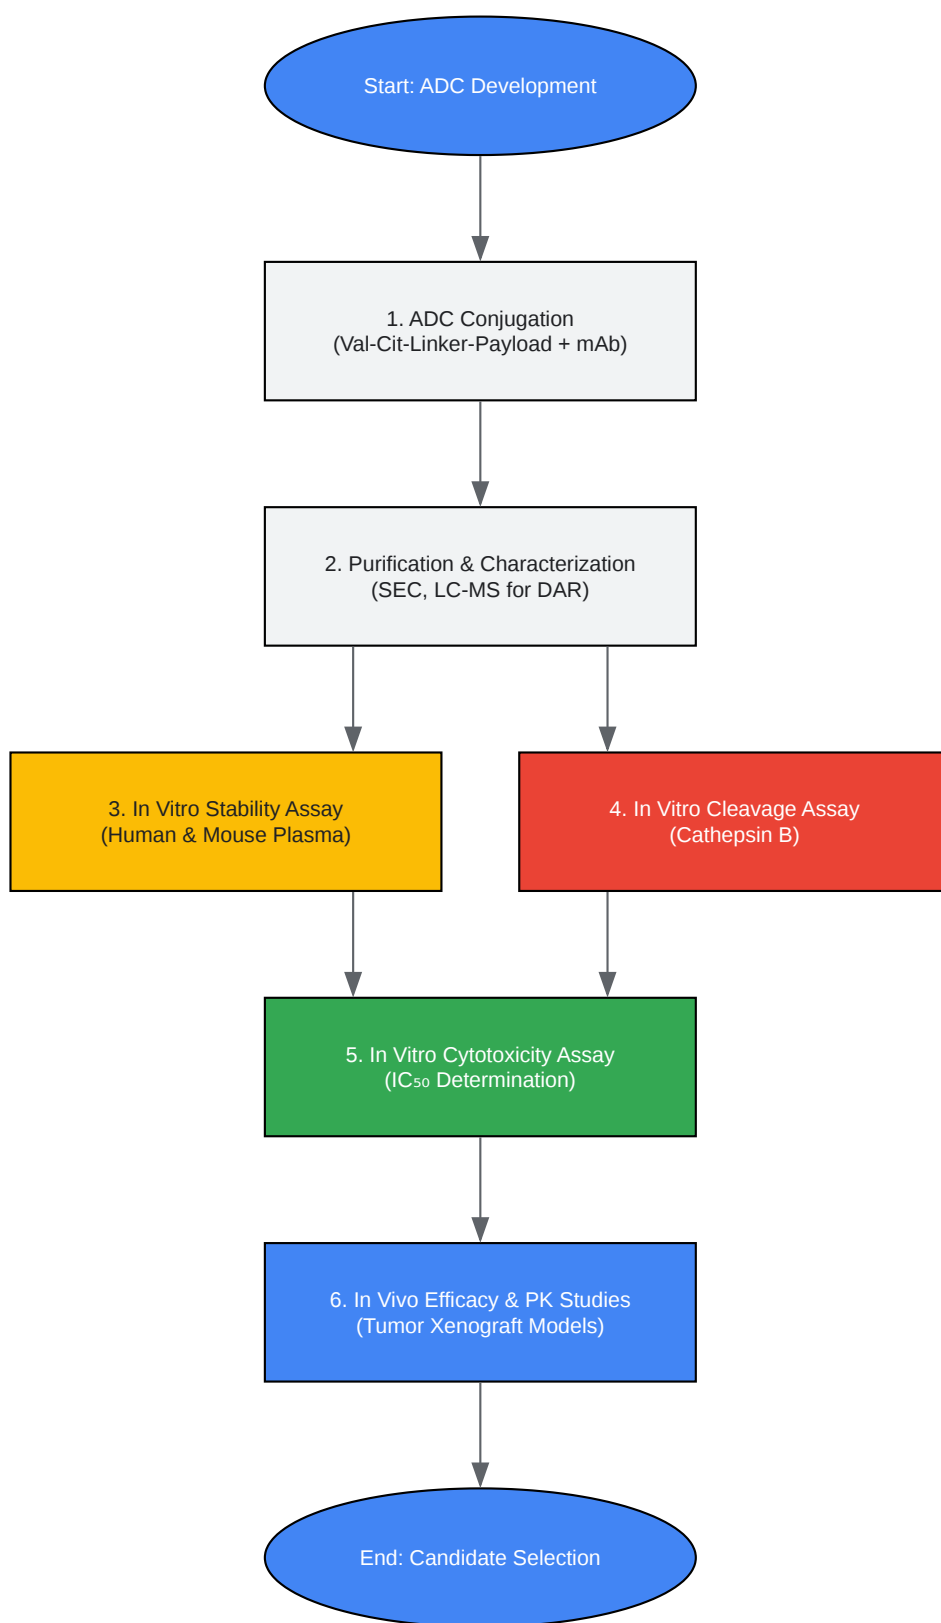 Start: ADC Development
1. ADC Conjugation
(Val-Cit-Linker-Payload + mAb)
2. Purification & Characterization
(SEC, LC-MS for DAR)
3. In Vitro Stability Assay
(Human & Mouse Plasma)
4. In Vitro Cleavage Assay
(Cathepsin B)
5. In Vitro Cytotoxicity Assay
(IC₅₀ Determination)
6. In Vivo Efficacy & PK Studies
(Tumor Xenograft Models)
End: Candidate Selection